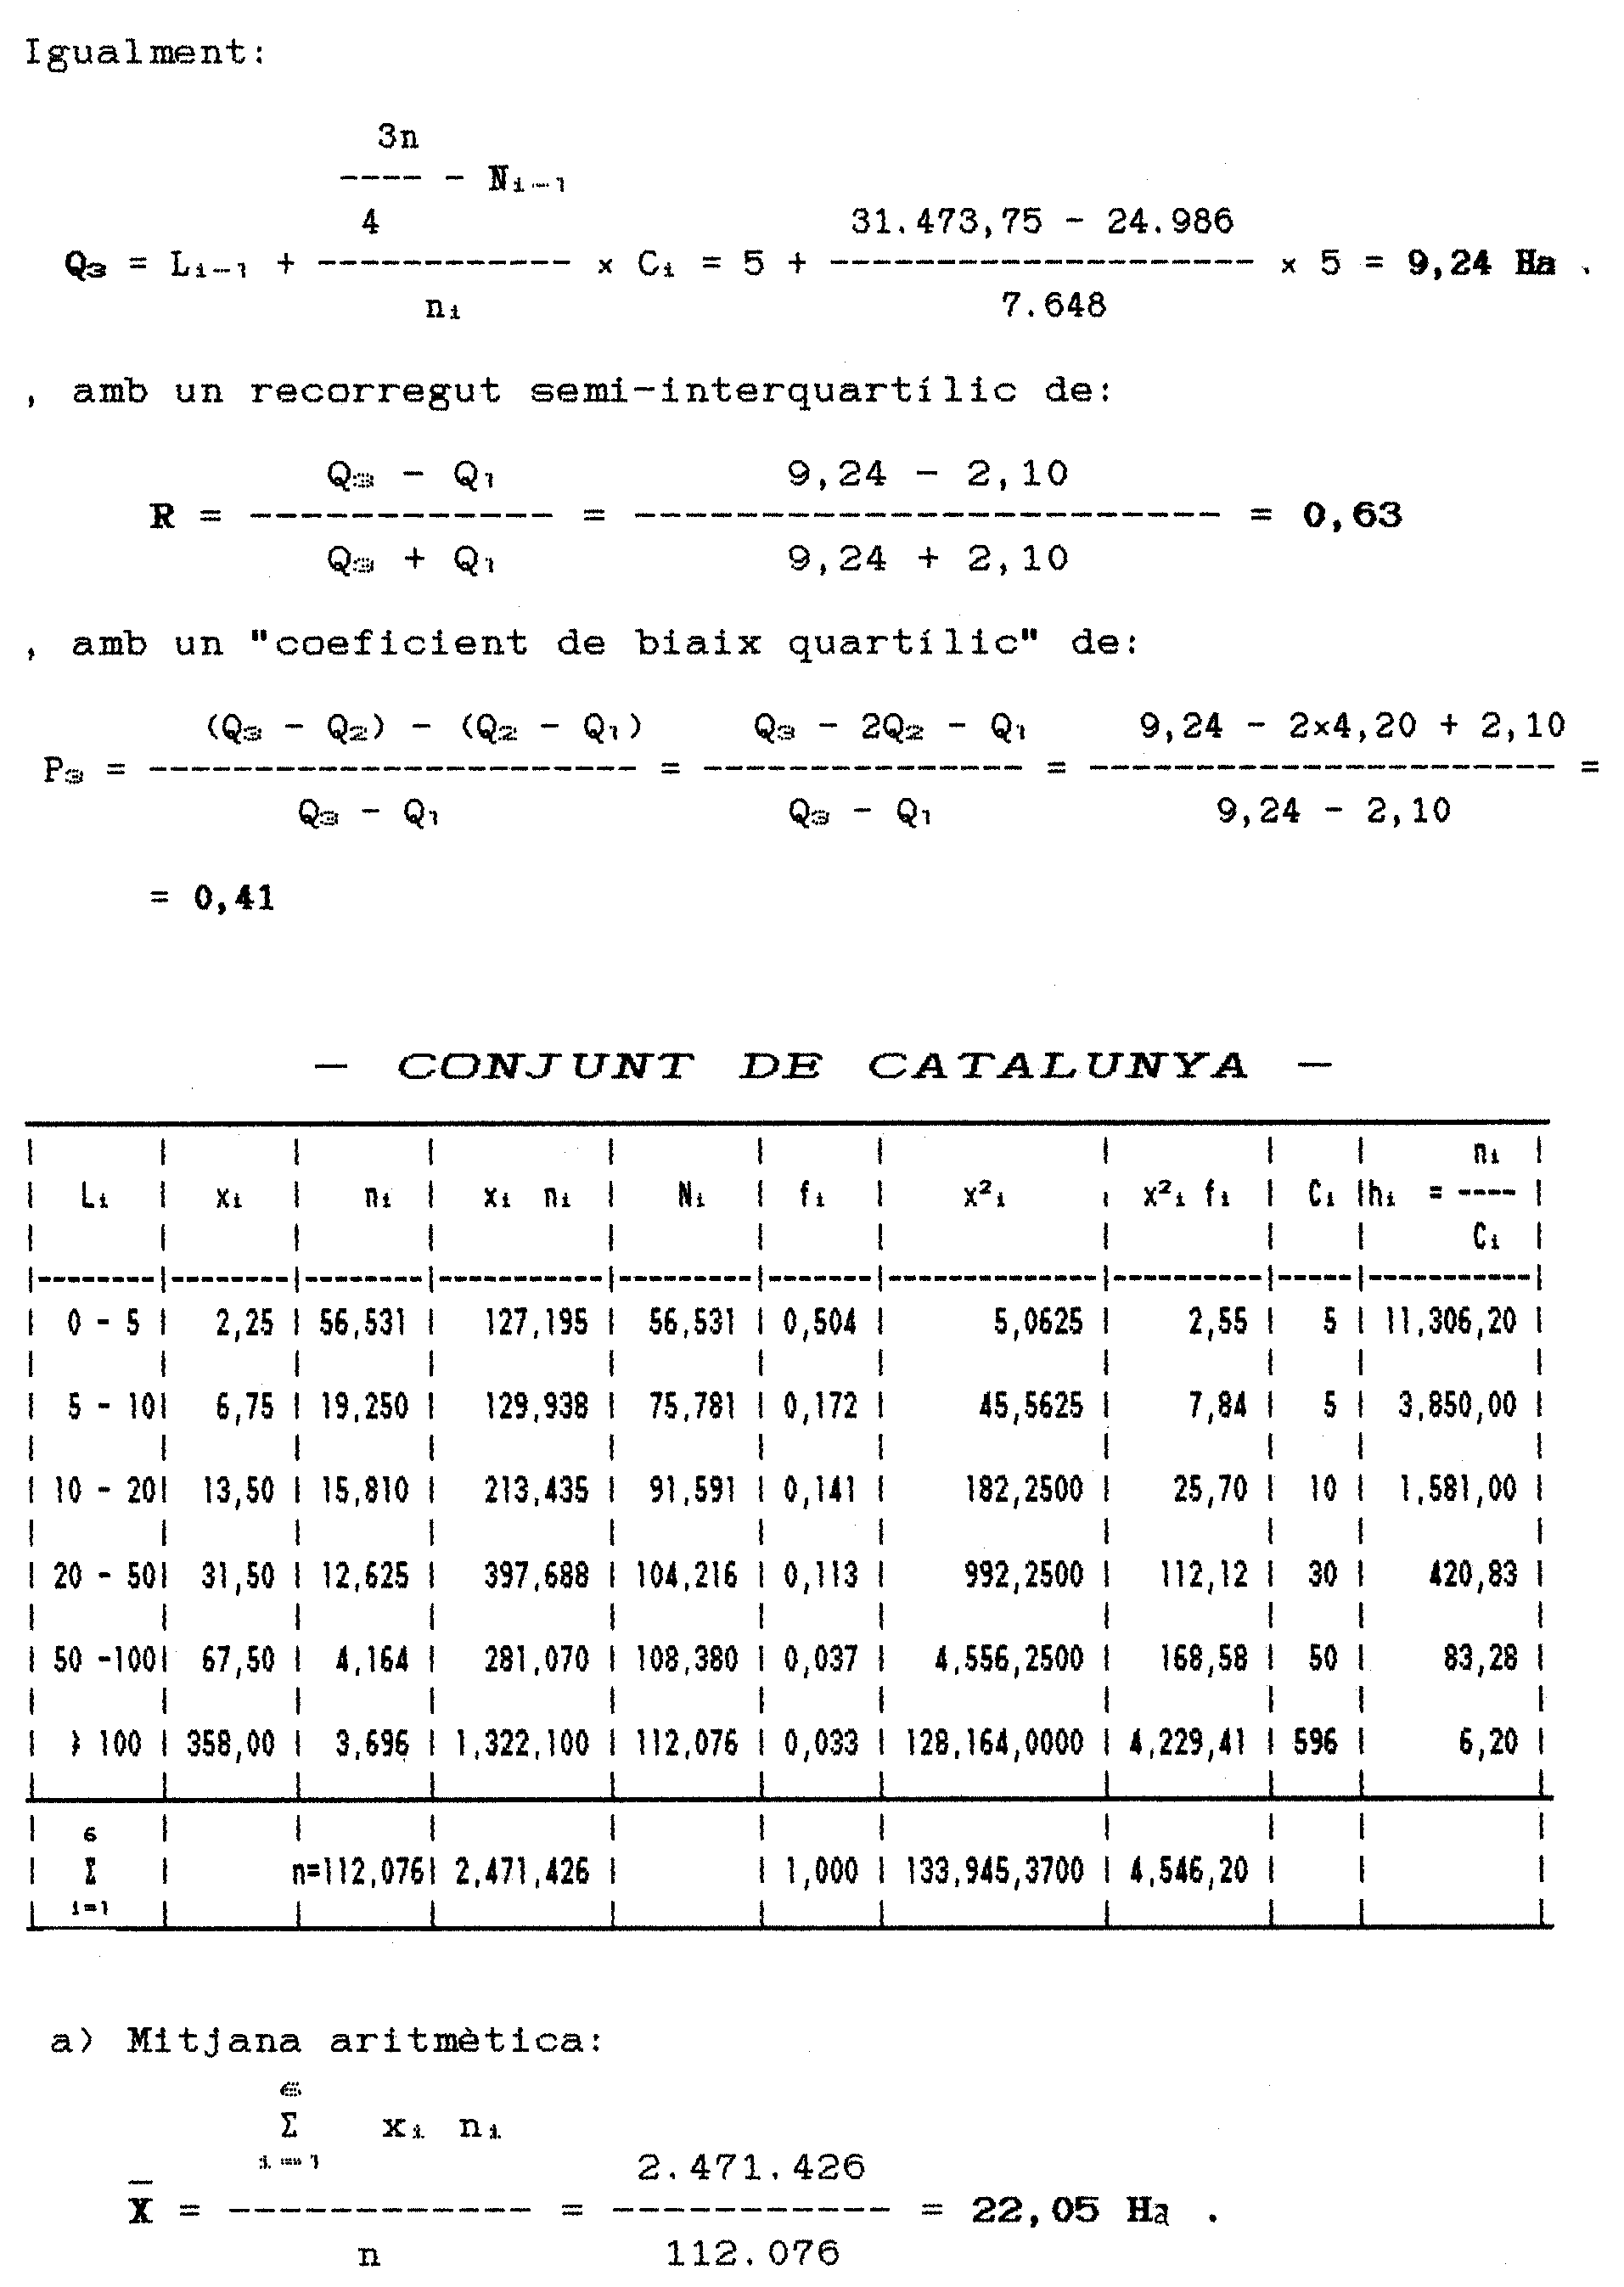 Igualment:
3n
---- - Nᵢ₋₁
4 31.473,75 - 24.986
Q₃ = Lᵢ₋₁ + ------------ x Cᵢ = 5 + -------------------- x 5 = 9,24 Ha .
nᵢ 7.648
, amb un recorregut semi-interquartílic de:
Q₃ - Q₁ 9,24 - 2,10
R = ------------ = ----------------------- = 0,63
Q₃ + Q₁ 9,24 + 2,10
, amb un "coeficient de biaix quartílic" de:
(Q₃ - Q₂) - (Q₂ - Q₁) Q₃ - 2Q₂ - Q₁ 9,24 - 2x4,20 + 2,10
P₃ = ----------------------- = --------------- = ---------------------- =
Q₃ - Q₁ Q₃ - Q₁ 9,24 - 2,10
= 0,41
- CONJUNT DE CATALUNYA -
nᵢ
Lᵢ | xᵢ | nᵢ | xᵢ nᵢ | Nᵢ | fᵢ | x²ᵢ | x²ᵢ fᵢ | Cᵢ |hᵢ = ----
Cᵢ
0 - 5 | 2,25 | 56,531 | 127,195 | 56,531 | 0,504 | 5,0625 | 2,55 | 5 | 11,306,20
5 - 10| 6,75 | 19,250 | 129,938 | 75,781 | 0,172 | 45,5625 | 7,84 | 5 | 3,850,00
10 - 20| 13,50 | 15,810 | 213,435 | 91,591 | 0,141 | 182,2500 | 25,70 | 10 | 1,581,00
20 - 50| 31,50 | 12,625 | 397,688 | 104,216 | 0,113 | 992,2500 | 112,12 | 30 | 420,83
50 -100| 67,50 | 4,164 | 281,070 | 108,380 | 0,037 | 4,556,2500 | 168,58 | 50 | 83,28
> 100 | 358,00 | 3,696 | 1,322,100 | 112,076 | 0,033 | 128,164,0000 | 4,229,41 | 596 | 6,20
6
Σ | n=112,076| 2,471,426 | | 1,000 | 133,945,3700 | 4,546,20 | | |
i=1
a) Mitjana aritmètica:
6
Σ xᵢ nᵢ
i=1 2.471.426
X̄ = ------------ = ----------- = 22,05 Ha .
n 112.076